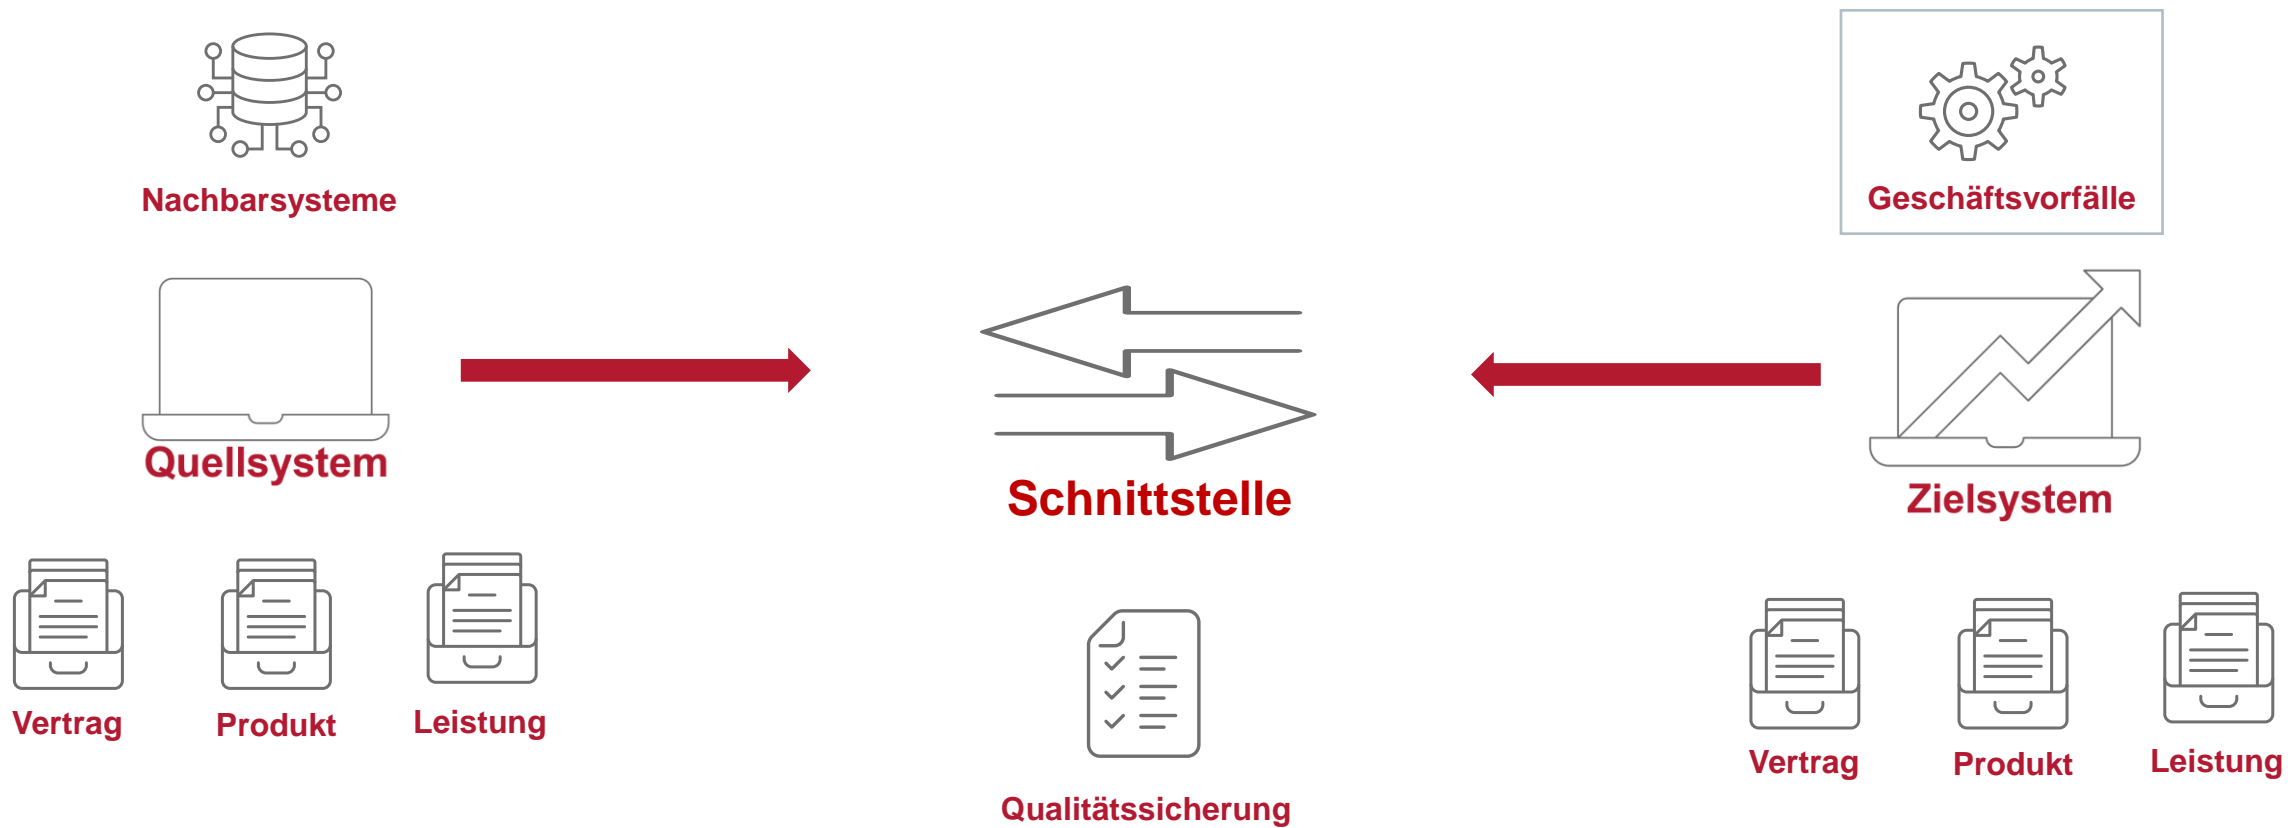 Nachbarsysteme
Geschäftsvorfälle
Quellsystem
Schnittstelle
Zielsystem
Vertrag
Produkt
Leistung
Qualitätssicherung
Vertrag
Produkt
Leistung